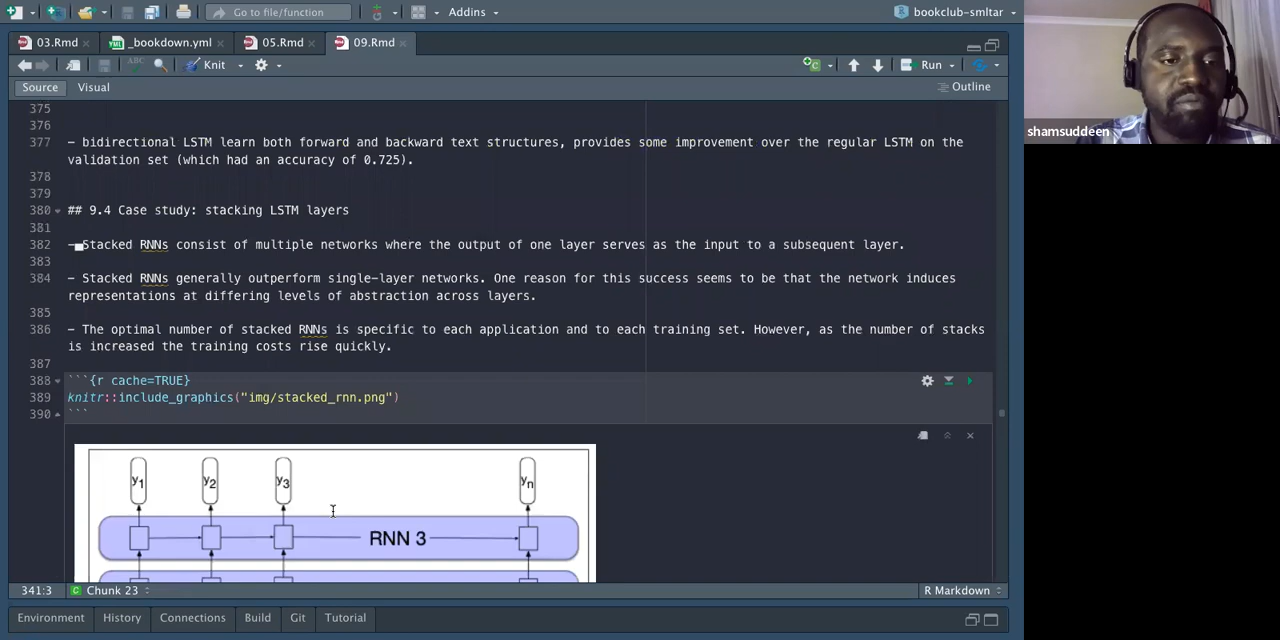 Go to file/function
Addins
bookclub-smltar
03.Rmd
_bookdown.yml
05.Rmd
09.Rmd
ABC
Knit
Run
Source
Visual
Outline
375
376
377 - bidirectional LSTM learn both forward and backward text structures, provides some improvement over the regular LSTM on the
validation set (which had an accuracy of 0.725).
378
379
380 ## 9.4 Case study: stacking LSTM layers
381
382 - Stacked RNNs consist of multiple networks where the output of one layer serves as the input to a subsequent layer.
383
384 - Stacked RNNs generally outperform single-layer networks. One reason for this success seems to be that the network induces
representations at differing levels of abstraction across layers.
385
386 - The optimal number of stacked RNNs is specific to each application and to each training set. However, as the number of stacks
is increased the training costs rise quickly.
387
388 ```{r cache=TRUE}
389 knitr::include_graphics("img/stacked_rnn.png")
390 ```
y1 y2 y3 yn
RNN 3
341:3
C Chunk 23
R Markdown
Environment
History
Connections
Build
Git
Tutorial
shamsuddeen